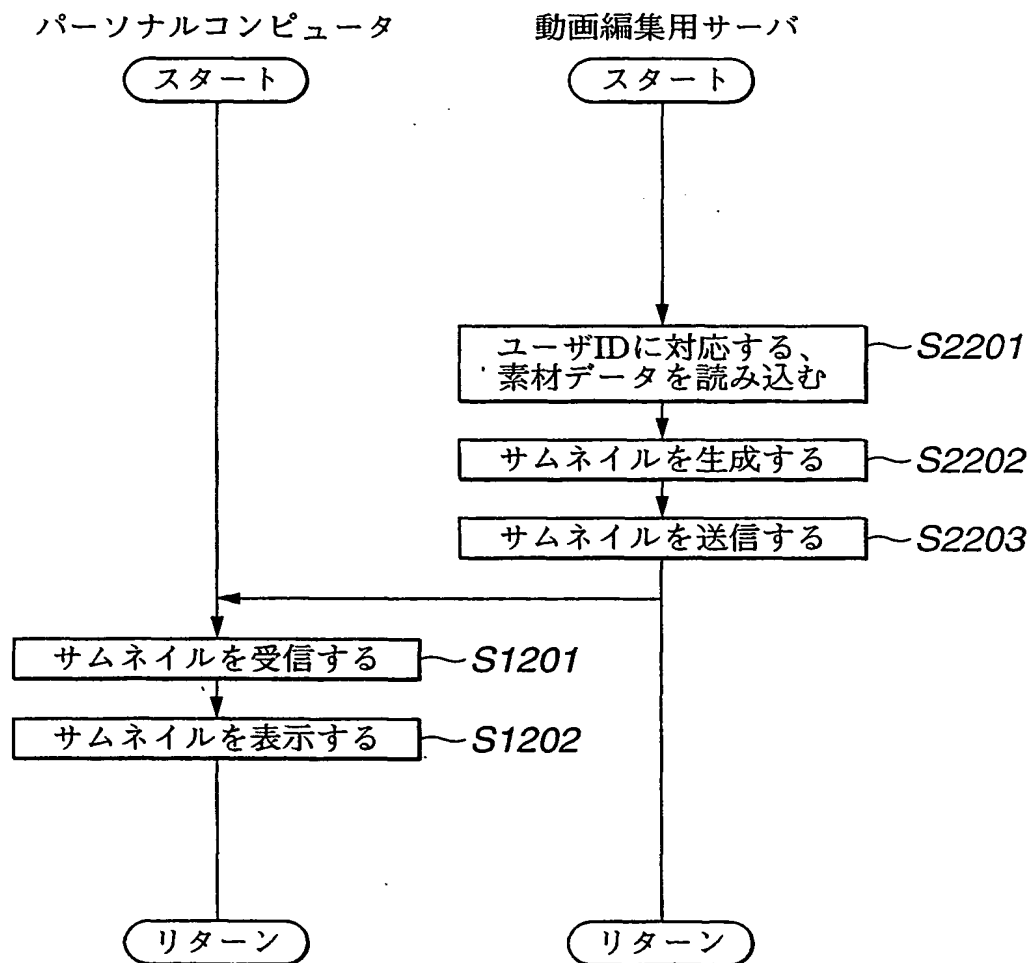 パーソナルコンピュータ
動画編集用サーバ
スタート
スタート
ユーザIDに対応する、
素材データを読み込む
S2201
サムネイルを生成する
S2202
サムネイルを送信する
S2203
サムネイルを受信する
S1201
サムネイルを表示する
S1202
リターン
リターン